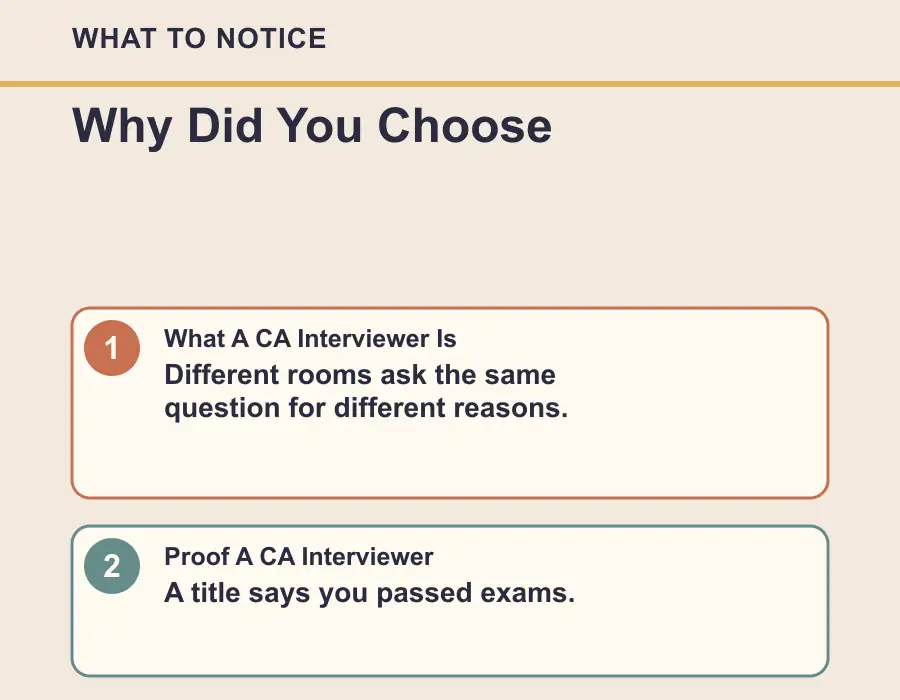 WHAT TO NOTICE
Why Did You Choose
1
What A CA Interviewer Is
Different rooms ask the same
question for different reasons.
2
Proof A CA Interviewer
A title says you passed exams.